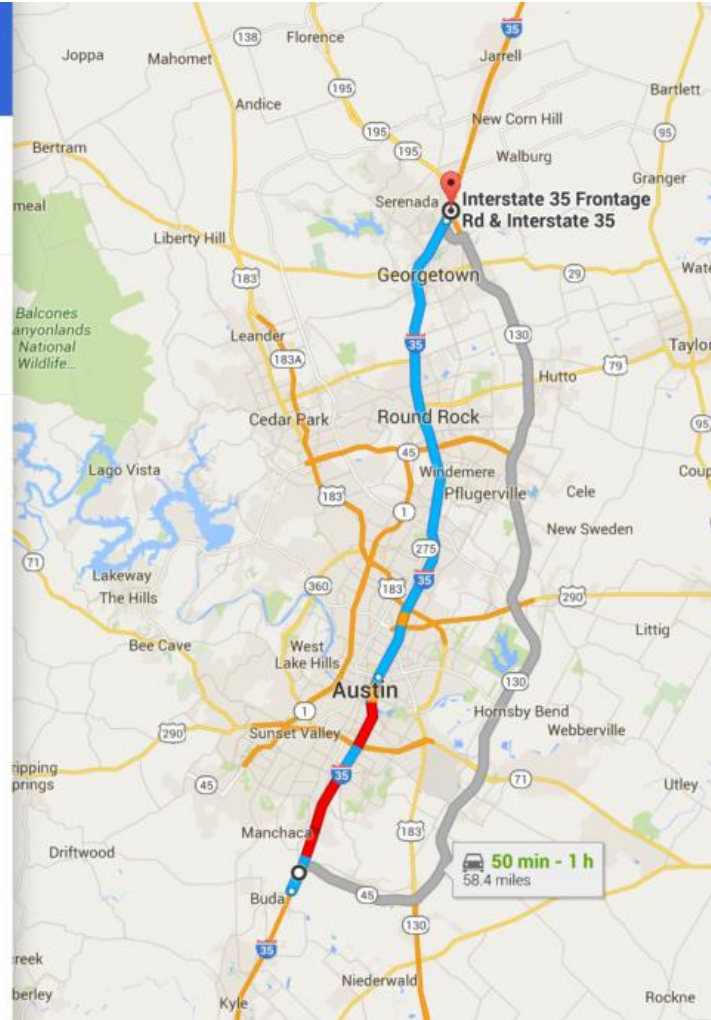 35
138
Florence
Joppa
Mahomet
Jarrell
195
Bartlett
Andice
New Corn Hill
195
95
Bertram
195
Walburg
Granger
meal
Serenada
Interstate 35 Frontage
Rd & Interstate 35
Liberty Hill
183
Georgetown
29
Balcones
anyonlands
National
Wildlife...
Leander
130
35
Taylor
183A
79
Hutto
Cedar Park
Round Rock
95
45
Lago Vista
Windemere
183
Pflugerville
Cele
1
New Sweden
71
275
35
Lakeway
The Hills
360
183
290
Bee Cave
West
Lake Hills
Littig
Austin
130
1
Hornsby Bend
290
Sunset Valley
Webberville
ripping
prings
35
71
45
Utley
Manchaca
183
Driftwood
50 min - 1 h
58.4 miles
Buda
45
130
35
creek
Niederwald
berley
Kyle
Rockne